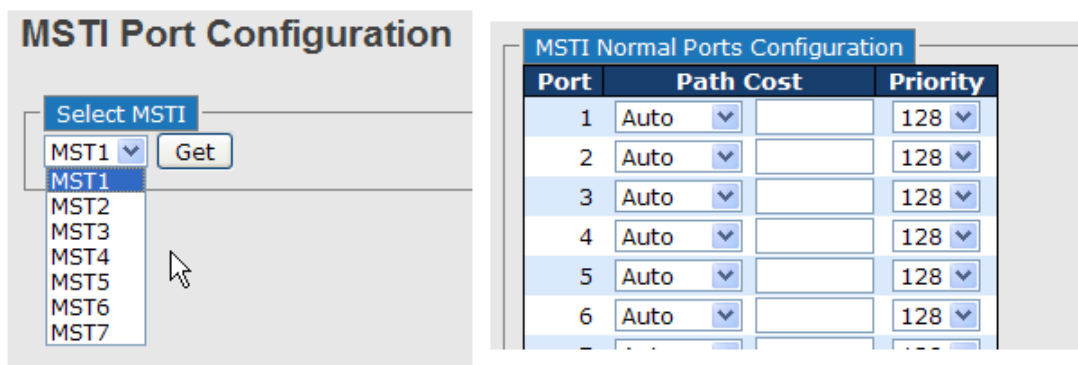 MSTI Port Configuration
Select MSTI
MST1 Get
MST1
MST2
MST3
MST4
MST5
MST6
MST7
MSTI Normal Ports Configuration
Port Path Cost Priority
1 Auto 128
2 Auto 128
3 Auto 128
4 Auto 128
5 Auto 128
6 Auto 128